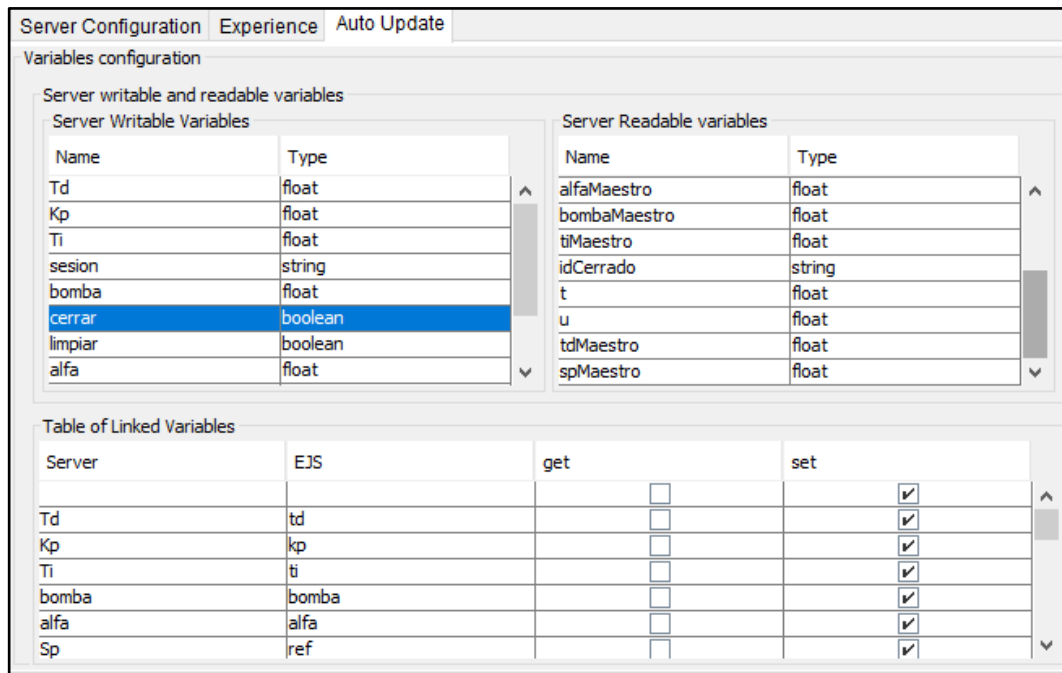 Server Configuration Experience Auto Update
Variables configuration
Server writable and readable variables
Server Writable Variables
Name Type
Td float
Kp float
Ti float
sesion string
bomba float
cerrar boolean
limpiar boolean
alfa float
Server Readable variables
Name Type
alfaMaestro float
bombaMaestro float
tiMaestro float
idCerrado string
t float
u float
tdMaestro float
spMaestro float
Table of Linked Variables
Server EJS get set
Td td
Kp kp
Ti ti
bomba bomba
alfa alfa
Sp ref